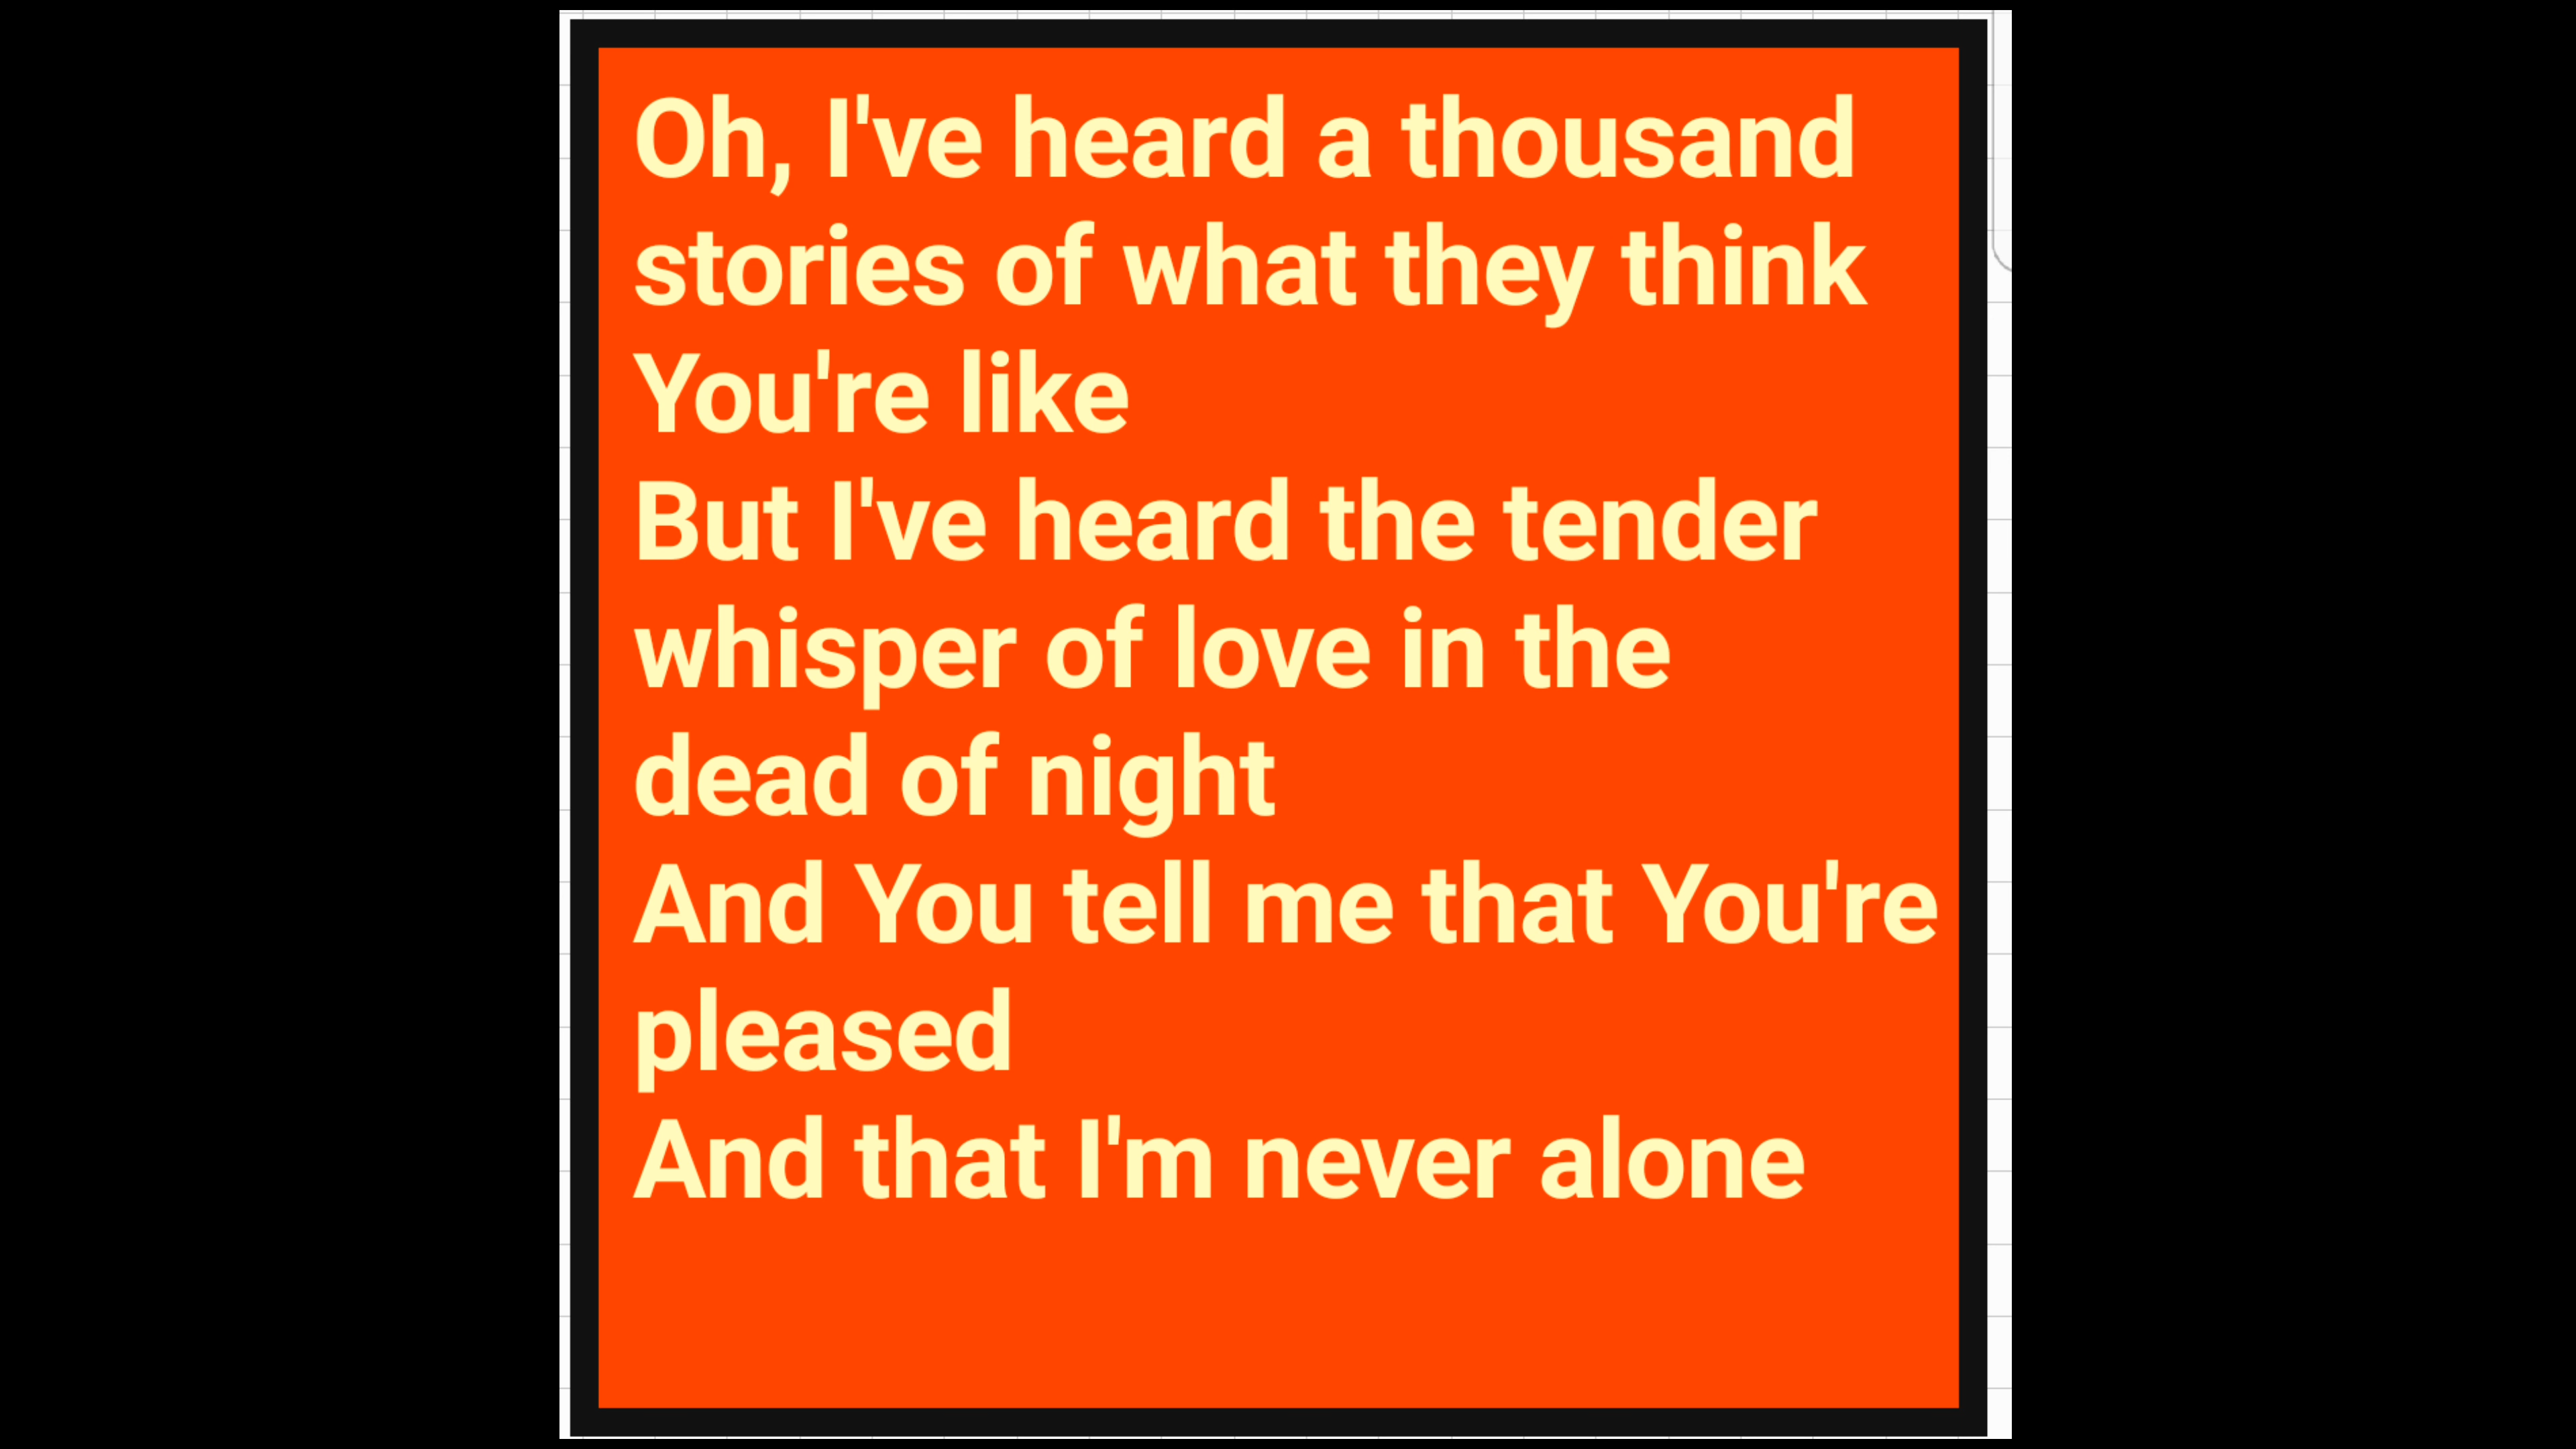 Oh, I've heard a thousand
stories of what they think
You're like
But I've heard the tender
whisper of love in the
dead of night
And You tell me that You're
pleased
And that I'm never alone